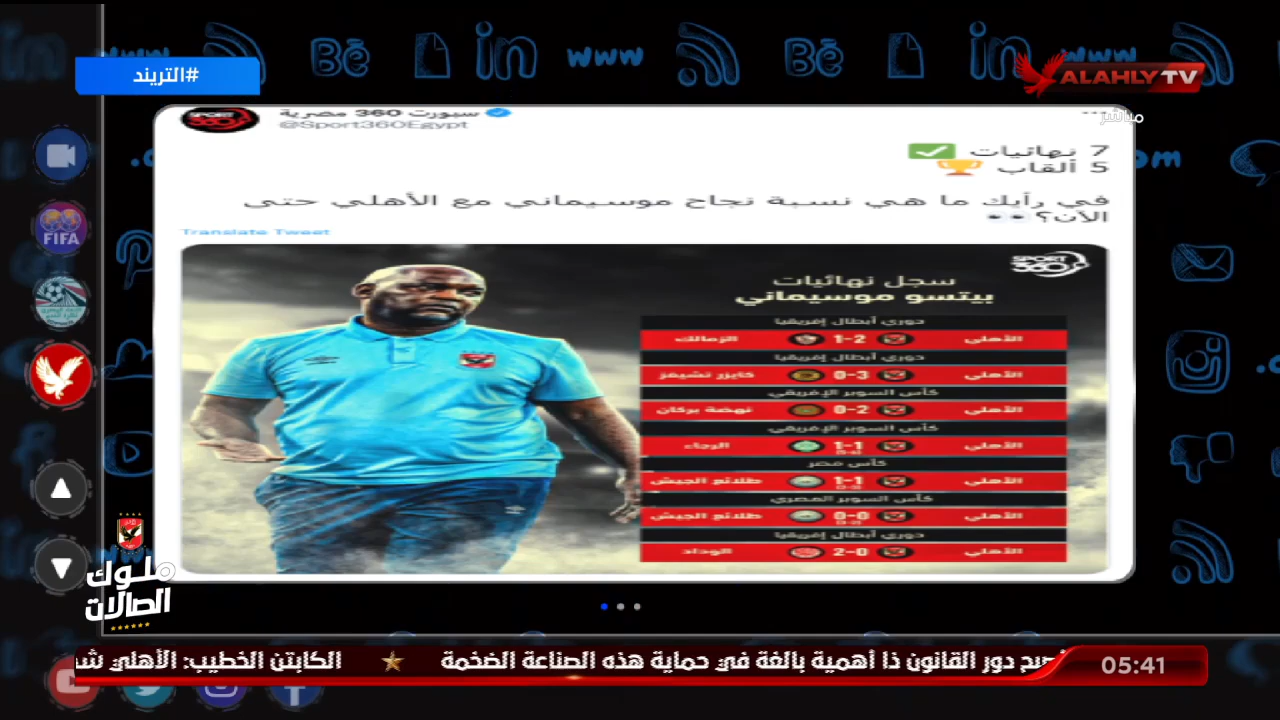 #التريند
ALAHLY TV
مباشر
سبورت 360 مصرية
@Sport360Egypt
7 نهائيات ✅
5 ألقاب 🏆
في رأيك ما هي نسبة نجاح موسيماني مع الأهلي حتى
الآن؟👀
Translate Tweet
SPORT 360
سجل نهائيات
بيتسو موسيماني
دوري أبطال إفريقيا
الأهلي 2-1 الزمالك
دوري أبطال إفريقيا
الأهلي 3-0 كايزر تشيفز
كأس السوبر الإفريقي
الأهلي 2-0 نهضة بركان
كأس السوبر الإفريقي
الأهلي 1-1 الرجاء
كأس مصر
الأهلي 1-1 طلائع الجيش
كأس السوبر المصري
الأهلي 0-0 طلائع الجيش
دوري أبطال إفريقيا
الأهلي 0-2 الوداد
FIFA
ملوك
الصالات
صبح دور القانون ذا أهمية بالغة في حماية هذه الصناعة الضخمة ★ الكابتن الخطيب: الأهلي
05:41